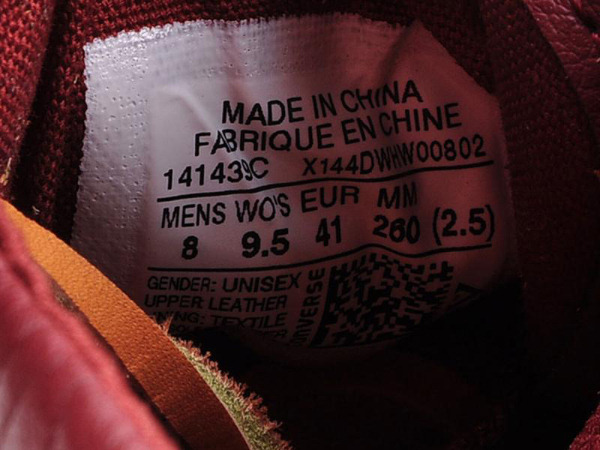 MADE IN CHINA
FABRIQUE EN CHINE
141439C X144DWHW00802
MENS WO'S EUR MM
8 9.5 41 260 (2.5)
GENDER: UNISEX
UPPER: LEATHER
TEXTILE